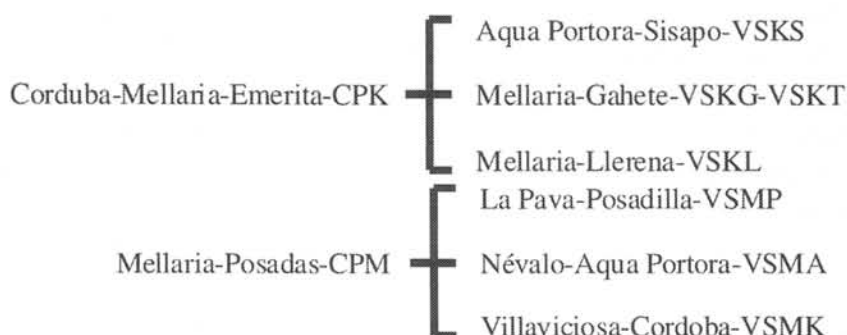 Aqua Portora-Sisapo-VSKS
Corduba-Mellaria-Emerita-CPK
Mellaria-Gahete-VSKG-VSKT
Mellaria-Llerena-VSKL
La Pava-Posadilla-VSMP
Mellaria-Posadas-CPM
Névalo-Aqua Portora-VSMA
Villaviciosa-Cordoba-VSMK